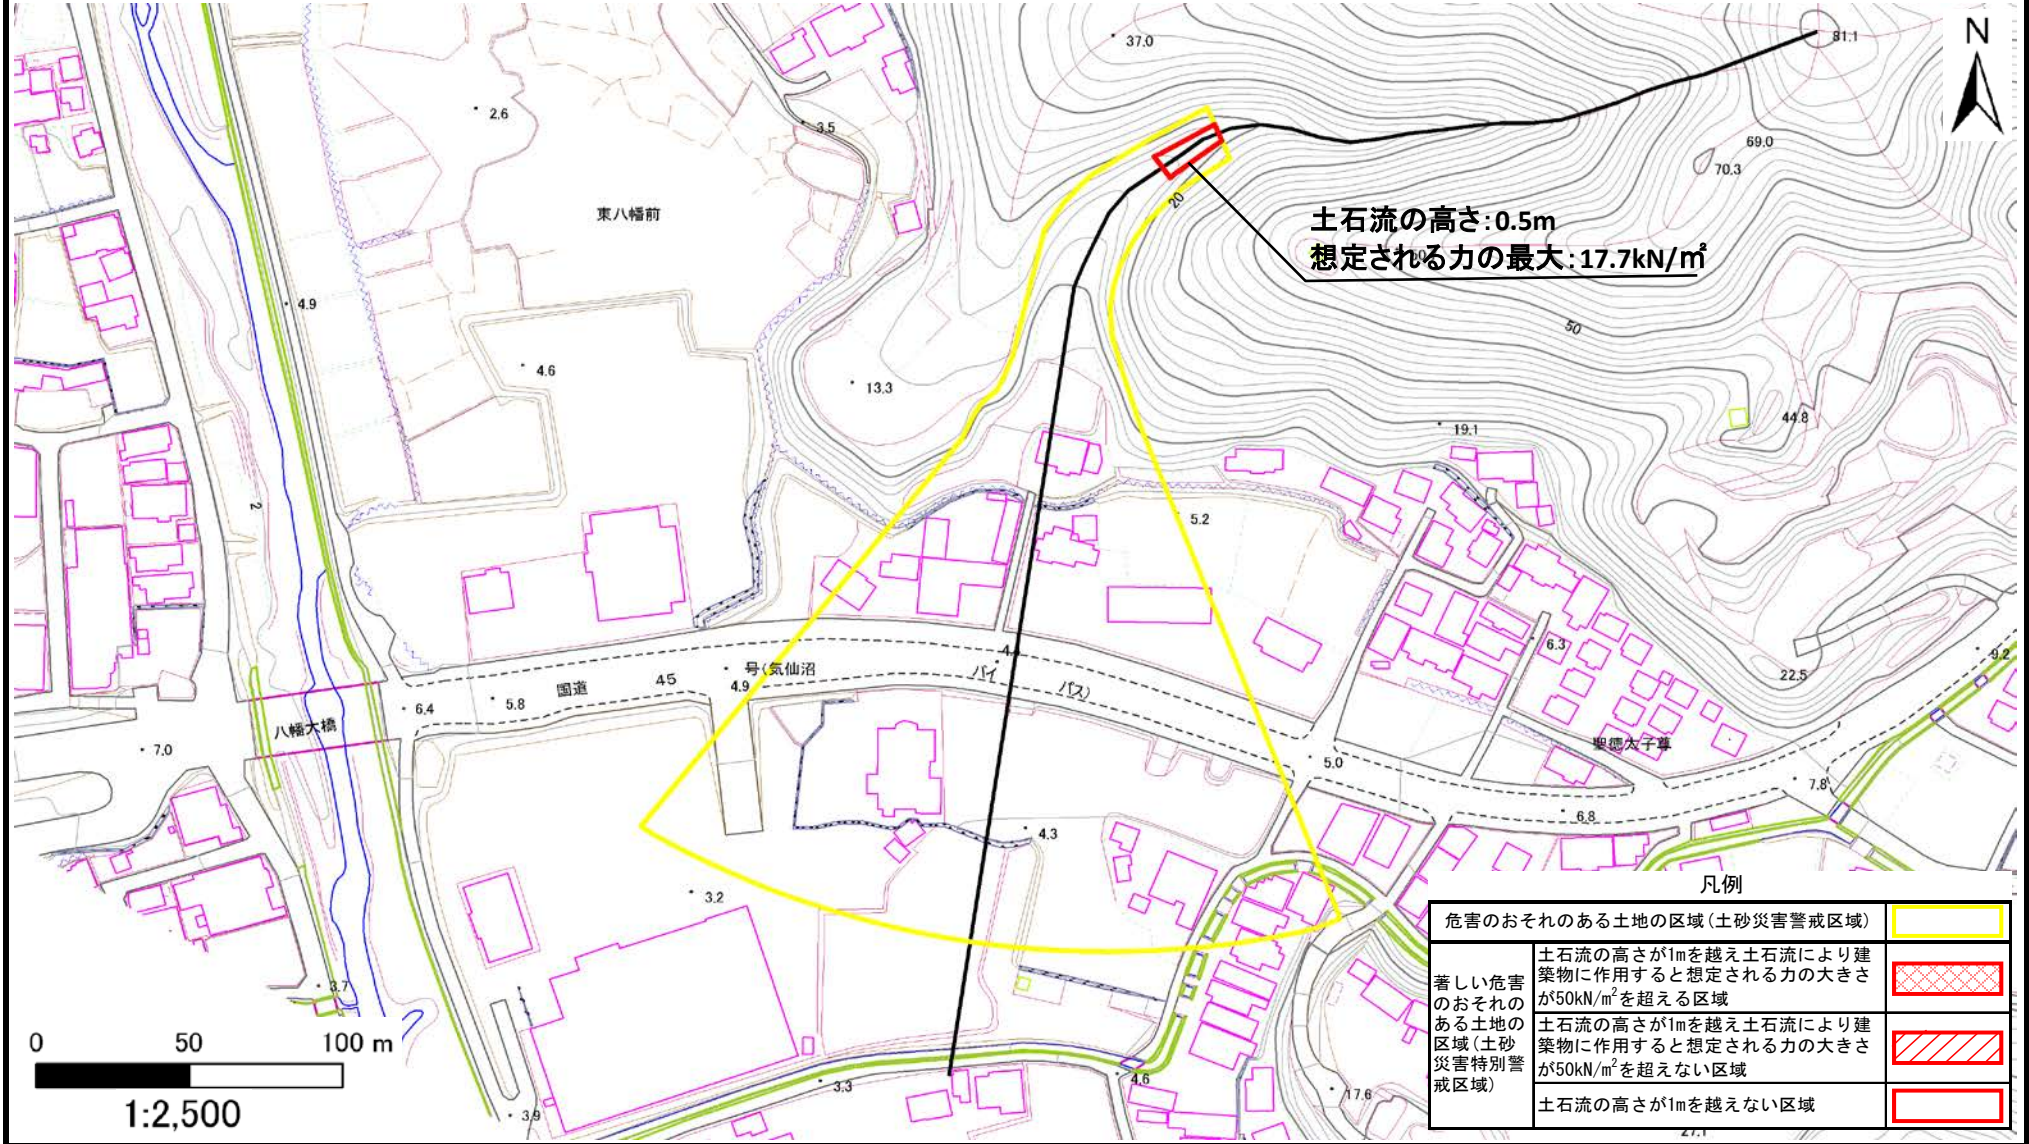 37.0
81.1
N
2.6
3.5
69.0
70.3
20
東八幡前
土石流の高さ:0.5m
想定される力の最大:17.7kN/㎡
4.9
50
4.6
13.3
44.8
19.1
2
5.2
6.3
9.2
22.5
国道 45 号(気仙沼 バイ パス)
4.9
5.8
6.4
八幡大橋
7.0
聖徳太子尊
5.0
7.8
6.8
4.3
3.2
3.7
3.3
4.6
3.9
17.6
27.1
0 50 100 m
1:2,500
凡例
危害のおそれのある土地の区域(土砂災害警戒区域)
著しい危害
のおそれの
ある土地の
区域(土砂
災害特別警
戒区域)
土石流の高さが1mを越え土石流により建
築物に作用すると想定される力の大きさ
が50kN/m²を超える区域
土石流の高さが1mを越え土石流により建
築物に作用すると想定される力の大きさ
が50kN/m²を超えない区域
土石流の高さが1mを越えない区域